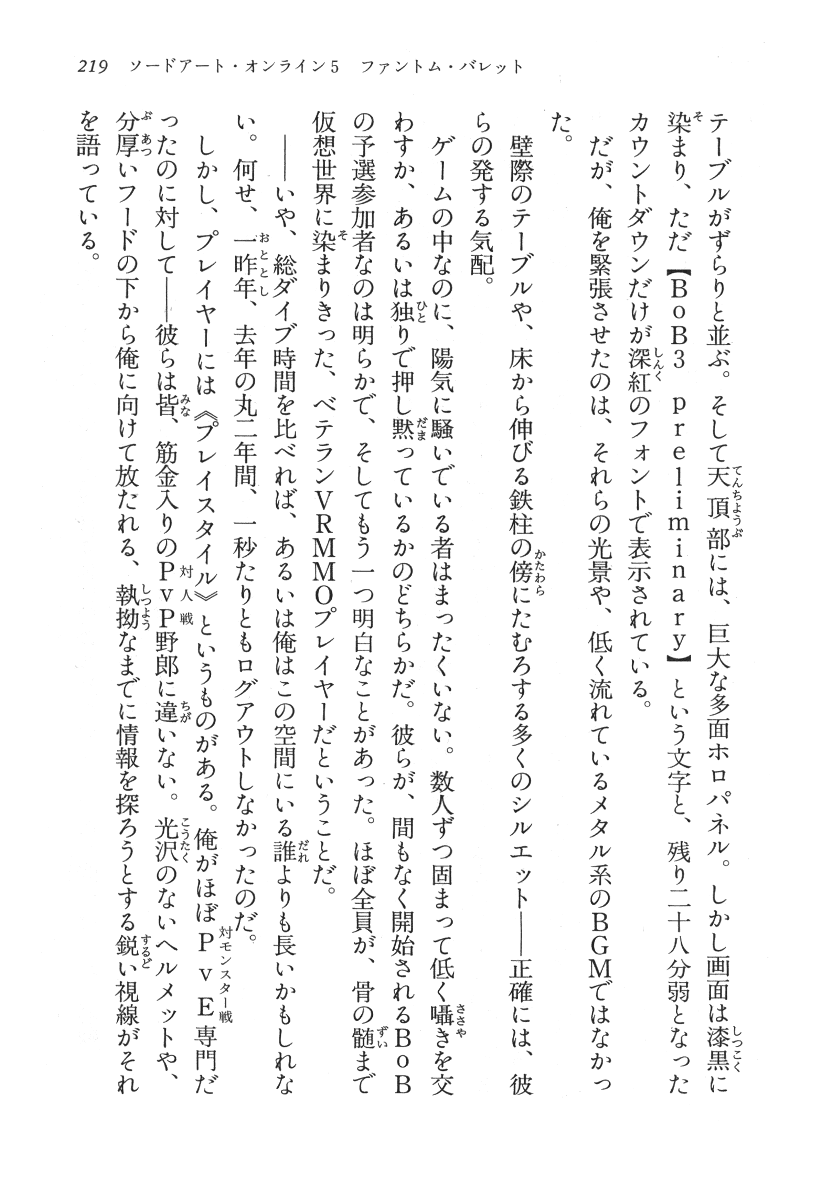 219 ソードアート・オンライン5 ファントム・バレット
テーブルがずらりと並ぶ。そして天頂部には、巨大な多面ホロパネル。しかし画面は漆黒に
染まり、ただ【BoB3 preliminary】という文字と、残り二十八分弱となった
カウントダウンだけが深紅のフォントで表示されている。
だが、俺を緊張させたのは、それらの光景や、低く流れているメタル系のBGMではなかっ
た。
壁際のテーブルや、床から伸びる鉄柱の傍にたむろする多くのシルエット――正確には、彼
らの発する気配。
ゲームの中なのに、陽気に騒いでいる者はまったくいない。数人ずつ固まって低く囁きを交
わすか、あるいは独りで押し黙っているかのどちらかだ。彼らが、間もなく開始されるBoB
の予選参加者なのは明らかで、そしてもう一つ明白なことがあった。ほぼ全員が、骨の髄まで
仮想世界に染まりきった、ベテランVRMMOプレイヤーだということだ。
――いや、総ダイブ時間を比べれば、あるいは俺はこの空間にいる誰よりも長いかもしれな
い。何せ、一昨年、去年の丸二年間、一秒たりともログアウトしなかったのだ。
しかし、プレイヤーには《プレイスタイル》というものがある。俺がほぼPvE専門だ
ったのに対して――彼らは皆、筋金入りのPvP野郎に違いない。光沢のないヘルメットや、
分厚いフードの下から俺に向けて放たれる、執拗なまでに情報を探ろうとする鋭い視線がそれ
を語っている。